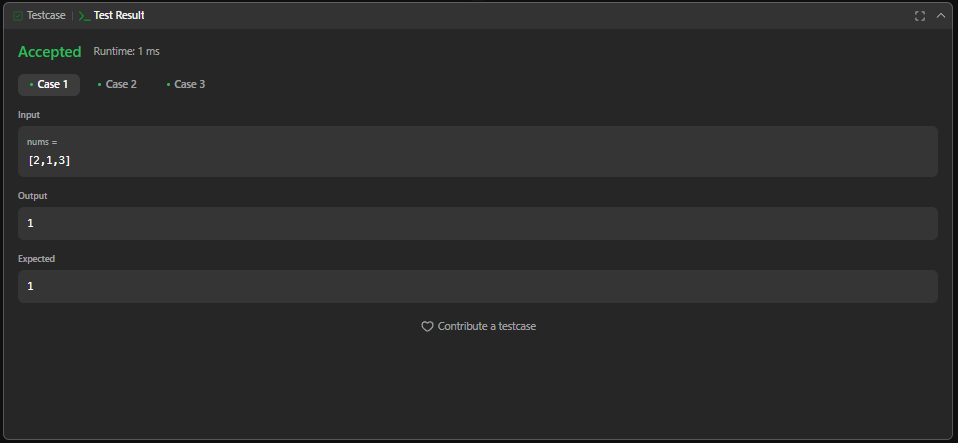 Testcase | >_ Test Result
Accepted Runtime: 1 ms
• Case 1 • Case 2 • Case 3
Input
nums =
[2,1,3]
Output
1
Expected
1
Contribute a testcase